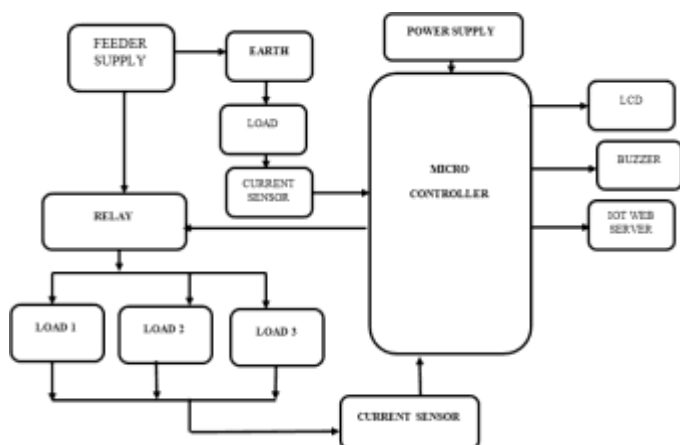 FEEDER
SUPPLY
EARTH
POWER SUPPLY
LOAD
LCD
CURRENT
SENSOR
MICRO
CONTROLLER
BUZZER
RELAY
IOT WEB
SERVER
LOAD 1
LOAD 2
LOAD 3
CURRENT SENSOR